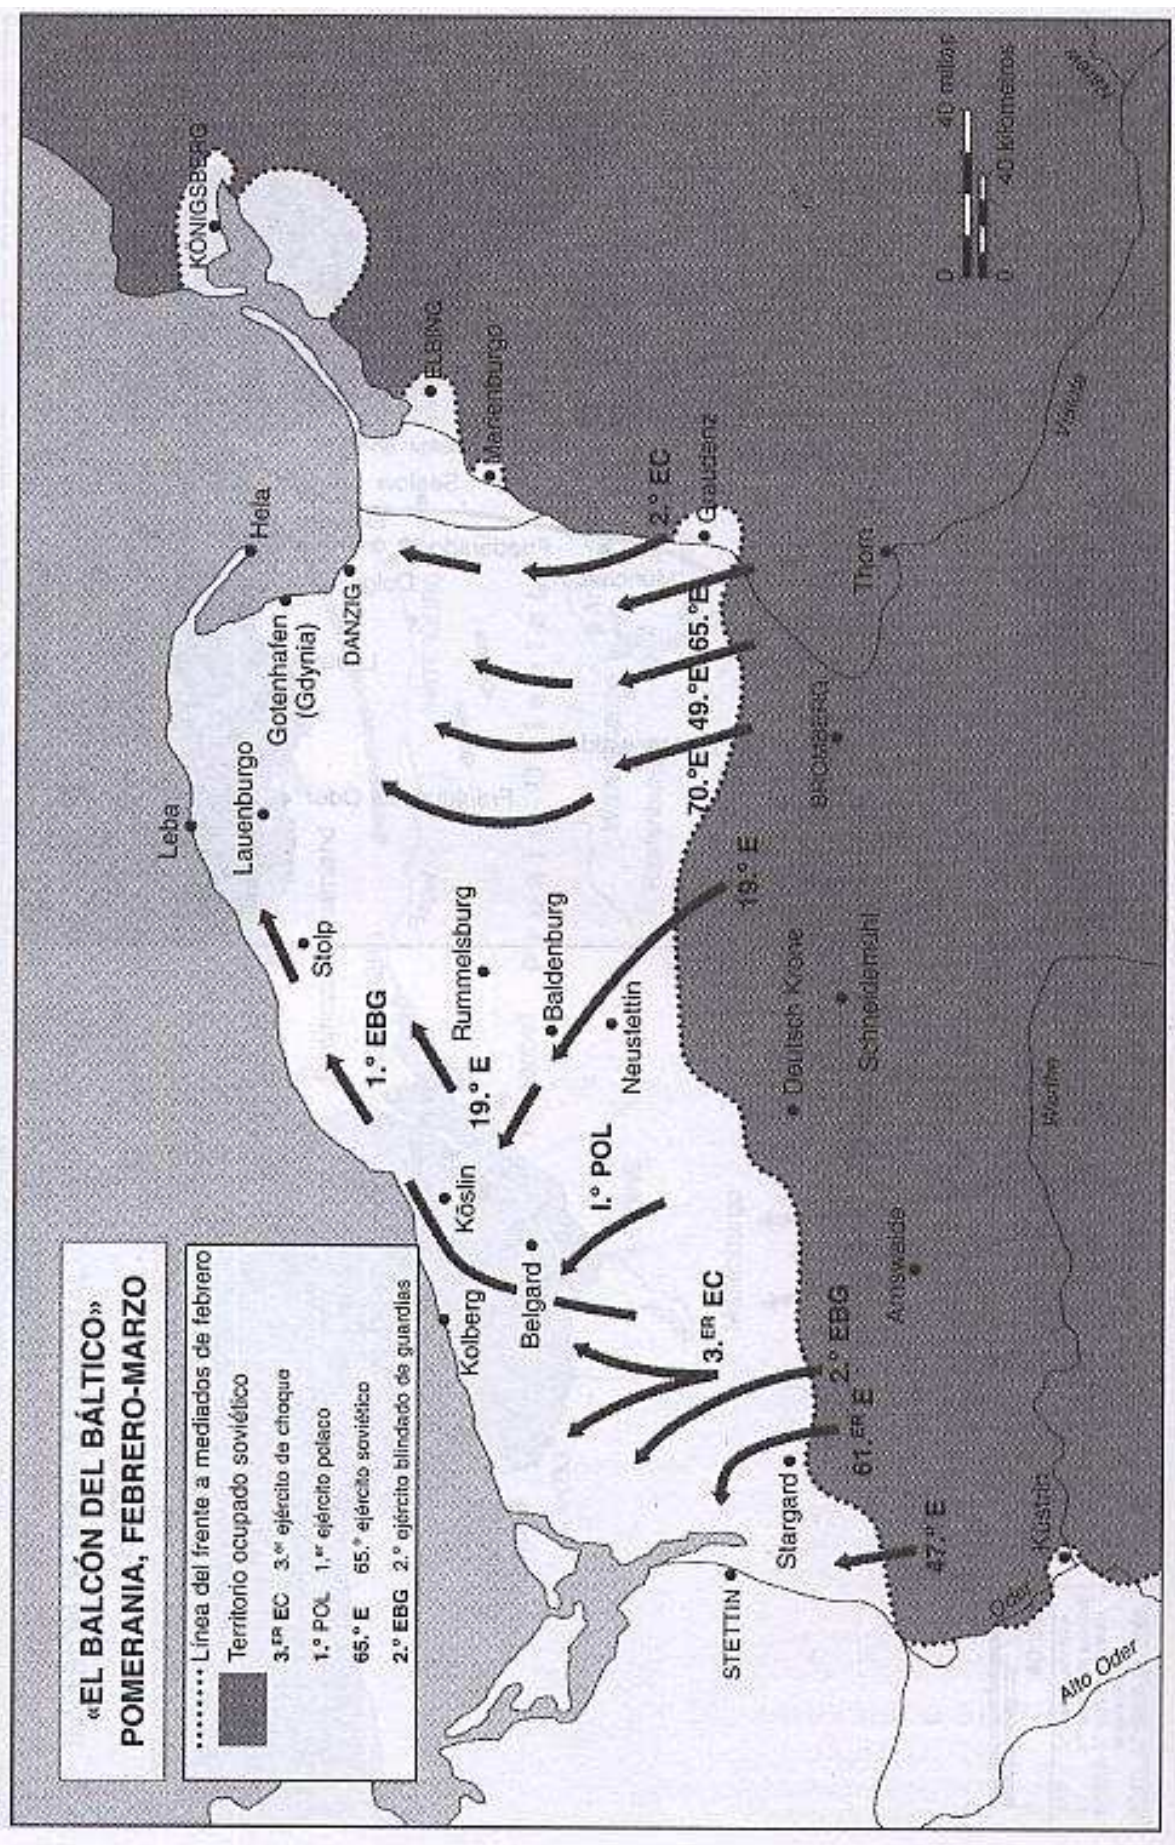 «EL BALCÓN DEL BÁLTICO»
POMERANIA, FEBRERO-MARZO
Línea del frente a mediados de febrero
Territorio ocupado soviético
3.ER EC 3.er ejército de choque
1.º POL 1.er ejército polaco
65.º E 65.º ejército soviético
2.º EBG 2.º ejército blindado de guardias
KÖNIGSBERG
Hela
Leba
Gotenhafen
(Gdynia)
Lauenburgo
DANZIG
ELBING
Marienburgo
Stolp
1.º EBG
Rummelsburg
19.º E
Köslin
Kolberg
Baldenburg
Belgard
Neustettin
I.º POL
2.º EC
Graudenz
70.ºE
49.ºE
65.ºE
19.º E
3.ER EC
2.º EBG
61.ER E
47.º E
Stargard
STETTIN
Deutsch Krone
Schneidemühl
BROMBERG
Thorn
Arnswalde
Küstrin
Oder
Alto Oder
Warthe
Vístula
Narew
0 40 millas
0 40 kilómetros